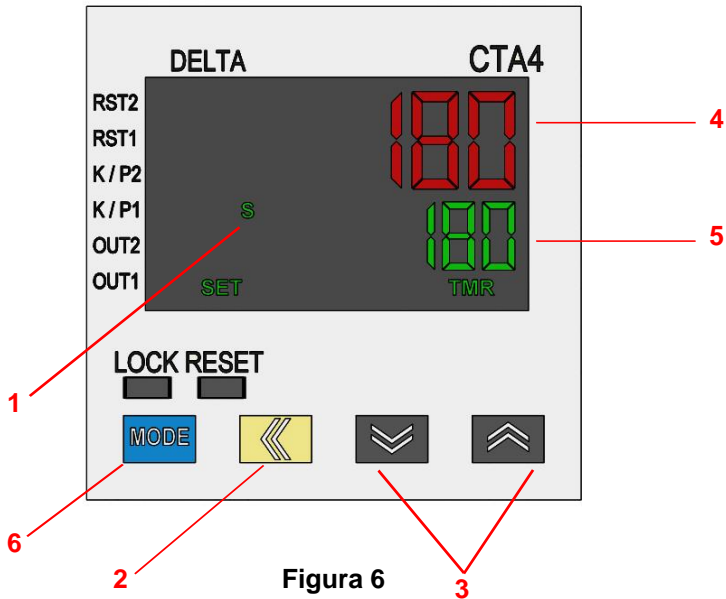 DELTA CTA4
RST2
180
4
RST1
K / P2
K / P1
S
180
5
OUT2
OUT1
SET TMR
LOCK RESET
1
MODE
6
2
Figura 6
3